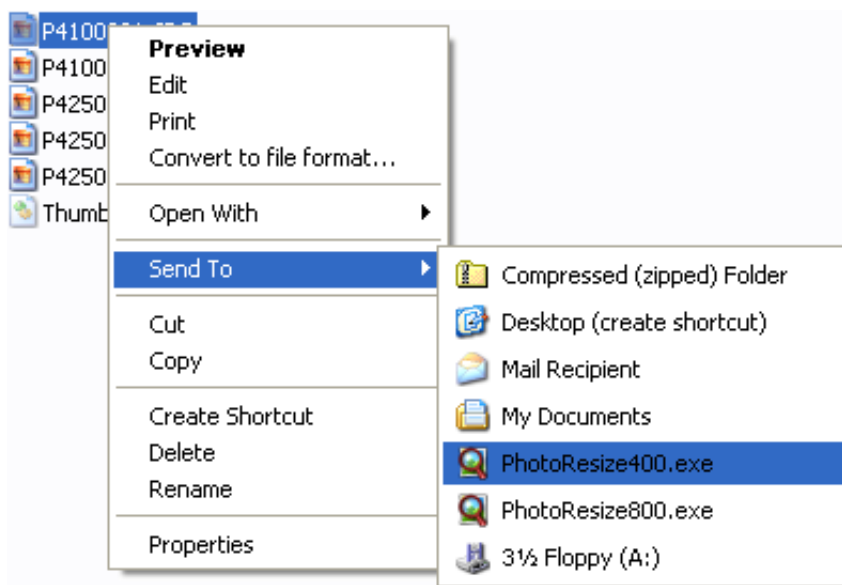 P4100
P4100
P4250
P4250
P4250
Thumb
Preview
Edit
Print
Convert to file format...
Open With
Send To
Cut
Copy
Create Shortcut
Delete
Rename
Properties
Compressed (zipped) Folder
Desktop (create shortcut)
Mail Recipient
My Documents
PhotoResize400.exe
PhotoResize800.exe
3½ Floppy (A:)